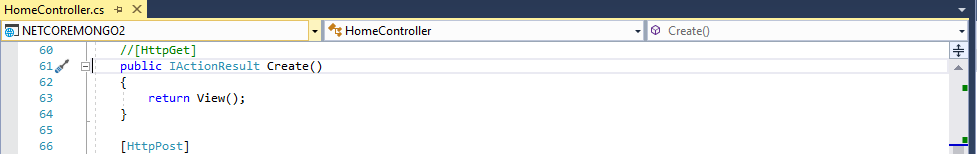 HomeController.cs
NETCOREMONGO2 HomeController Create()
60 //[HttpGet]
61 public IActionResult Create()
62 {
63 return View();
64 }
65
66 [HttpPost]